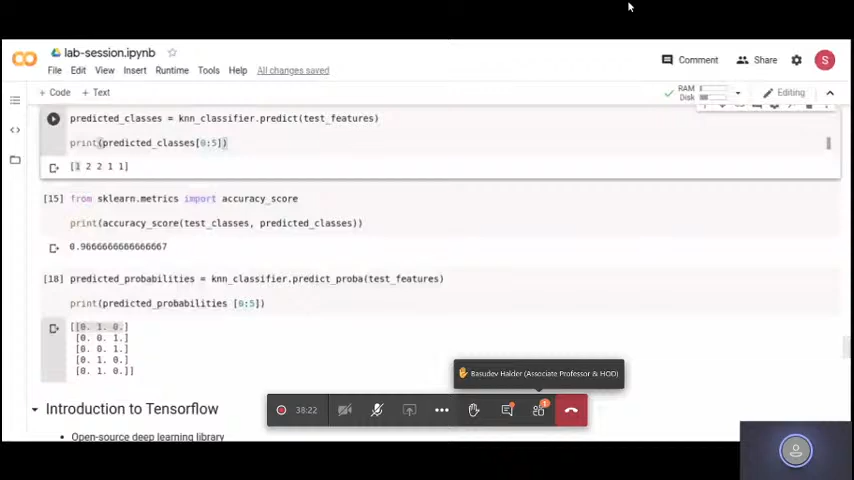 lab-session.ipynb
File Edit View Insert Runtime Tools Help All changes saved
Comment Share S
+ Code + Text
RAM
Disk
Editing
predicted_classes = knn_classifier.predict(test_features)
print(predicted_classes[0:5])
[1 2 2 1 1]
[15] from sklearn.metrics import accuracy_score
print(accuracy_score(test_classes, predicted_classes))
0.9666666666666667
[18] predicted_probabilities = knn_classifier.predict_proba(test_features)
print(predicted_probabilities [0:5])
[[0. 1. 0.]
[0. 0. 1.]
[0. 0. 1.]
[0. 1. 0.]
[0. 1. 0.]]
Basudev Halder (Associate Professor & HOD)
38:22
1
Introduction to Tensorflow
• Open-source deep learning library